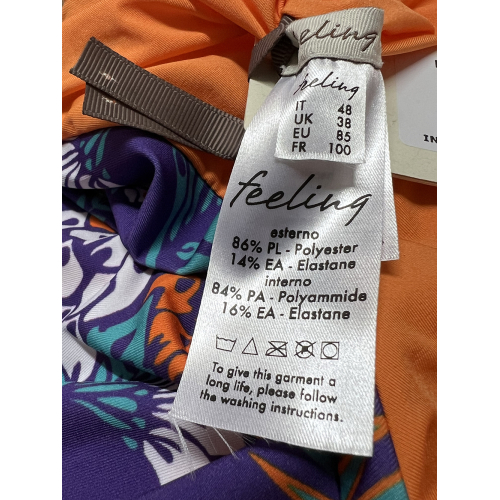 feeling
feeling
IT 48
UK 38
EU 85
FR 100
feeling
esterno
86% PL - Polyester
14% EA - Elastane
interno
84% PA - Polyammide
16% EA - Elastane
To give this garment a
long life, please follow
the washing instructions.
IN